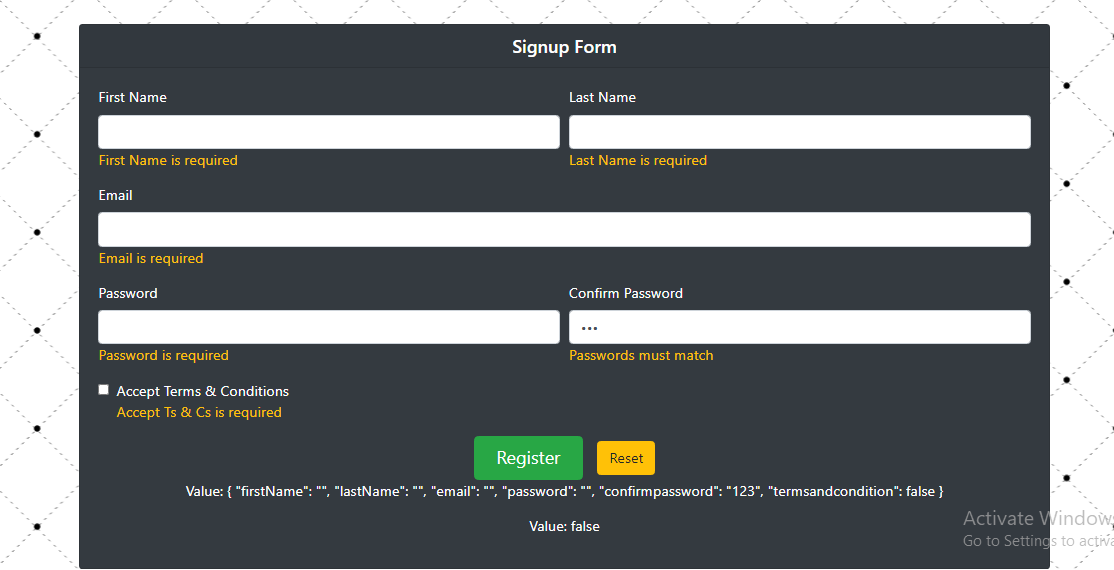 Signup Form
First Name
Last Name
First Name is required
Last Name is required
Email
Email is required
Password
Confirm Password
•••
Password is required
Passwords must match
Accept Terms & Conditions
Accept Ts & Cs is required
Register
Reset
Value: { "firstName": "", "lastName": "", "email": "", "password": "", "confirmpassword": "123", "termsandcondition": false }
Value: false
Activate Windows
Go to Settings to activa